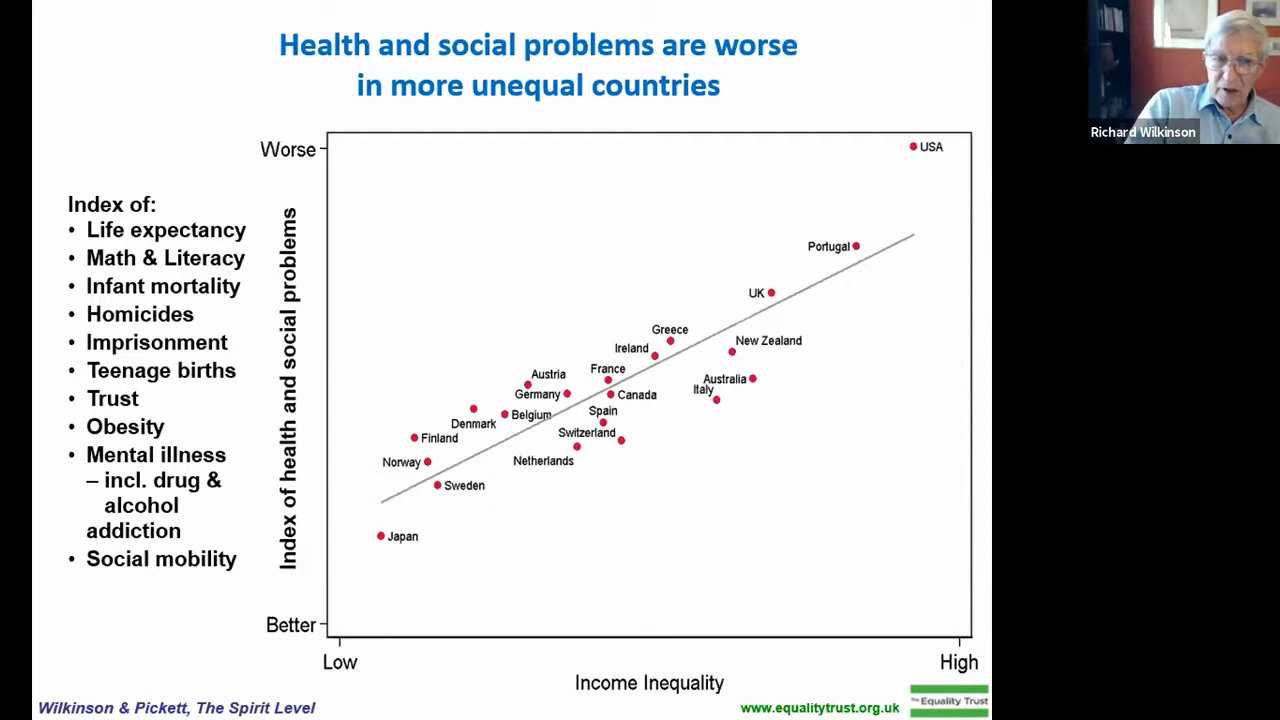 Health and social problems are worse
in more unequal countries
Richard Wilkinson
Worse
Index of:
• Life expectancy
• Math & Literacy
• Infant mortality
• Homicides
• Imprisonment
• Teenage births
• Trust
• Obesity
• Mental illness
– incl. drug &
alcohol
addiction
• Social mobility
Index of health and social problems
USA
Portugal
UK
Greece
New Zealand
Ireland
France
Austria
Australia
Germany
Canada
Italy
Spain
Belgium
Denmark
Switzerland
Finland
Norway
Netherlands
Sweden
Japan
Better
Low
High
Income Inequality
Wilkinson & Pickett, The Spirit Level
www.equalitytrust.org.uk
The Equality Trust